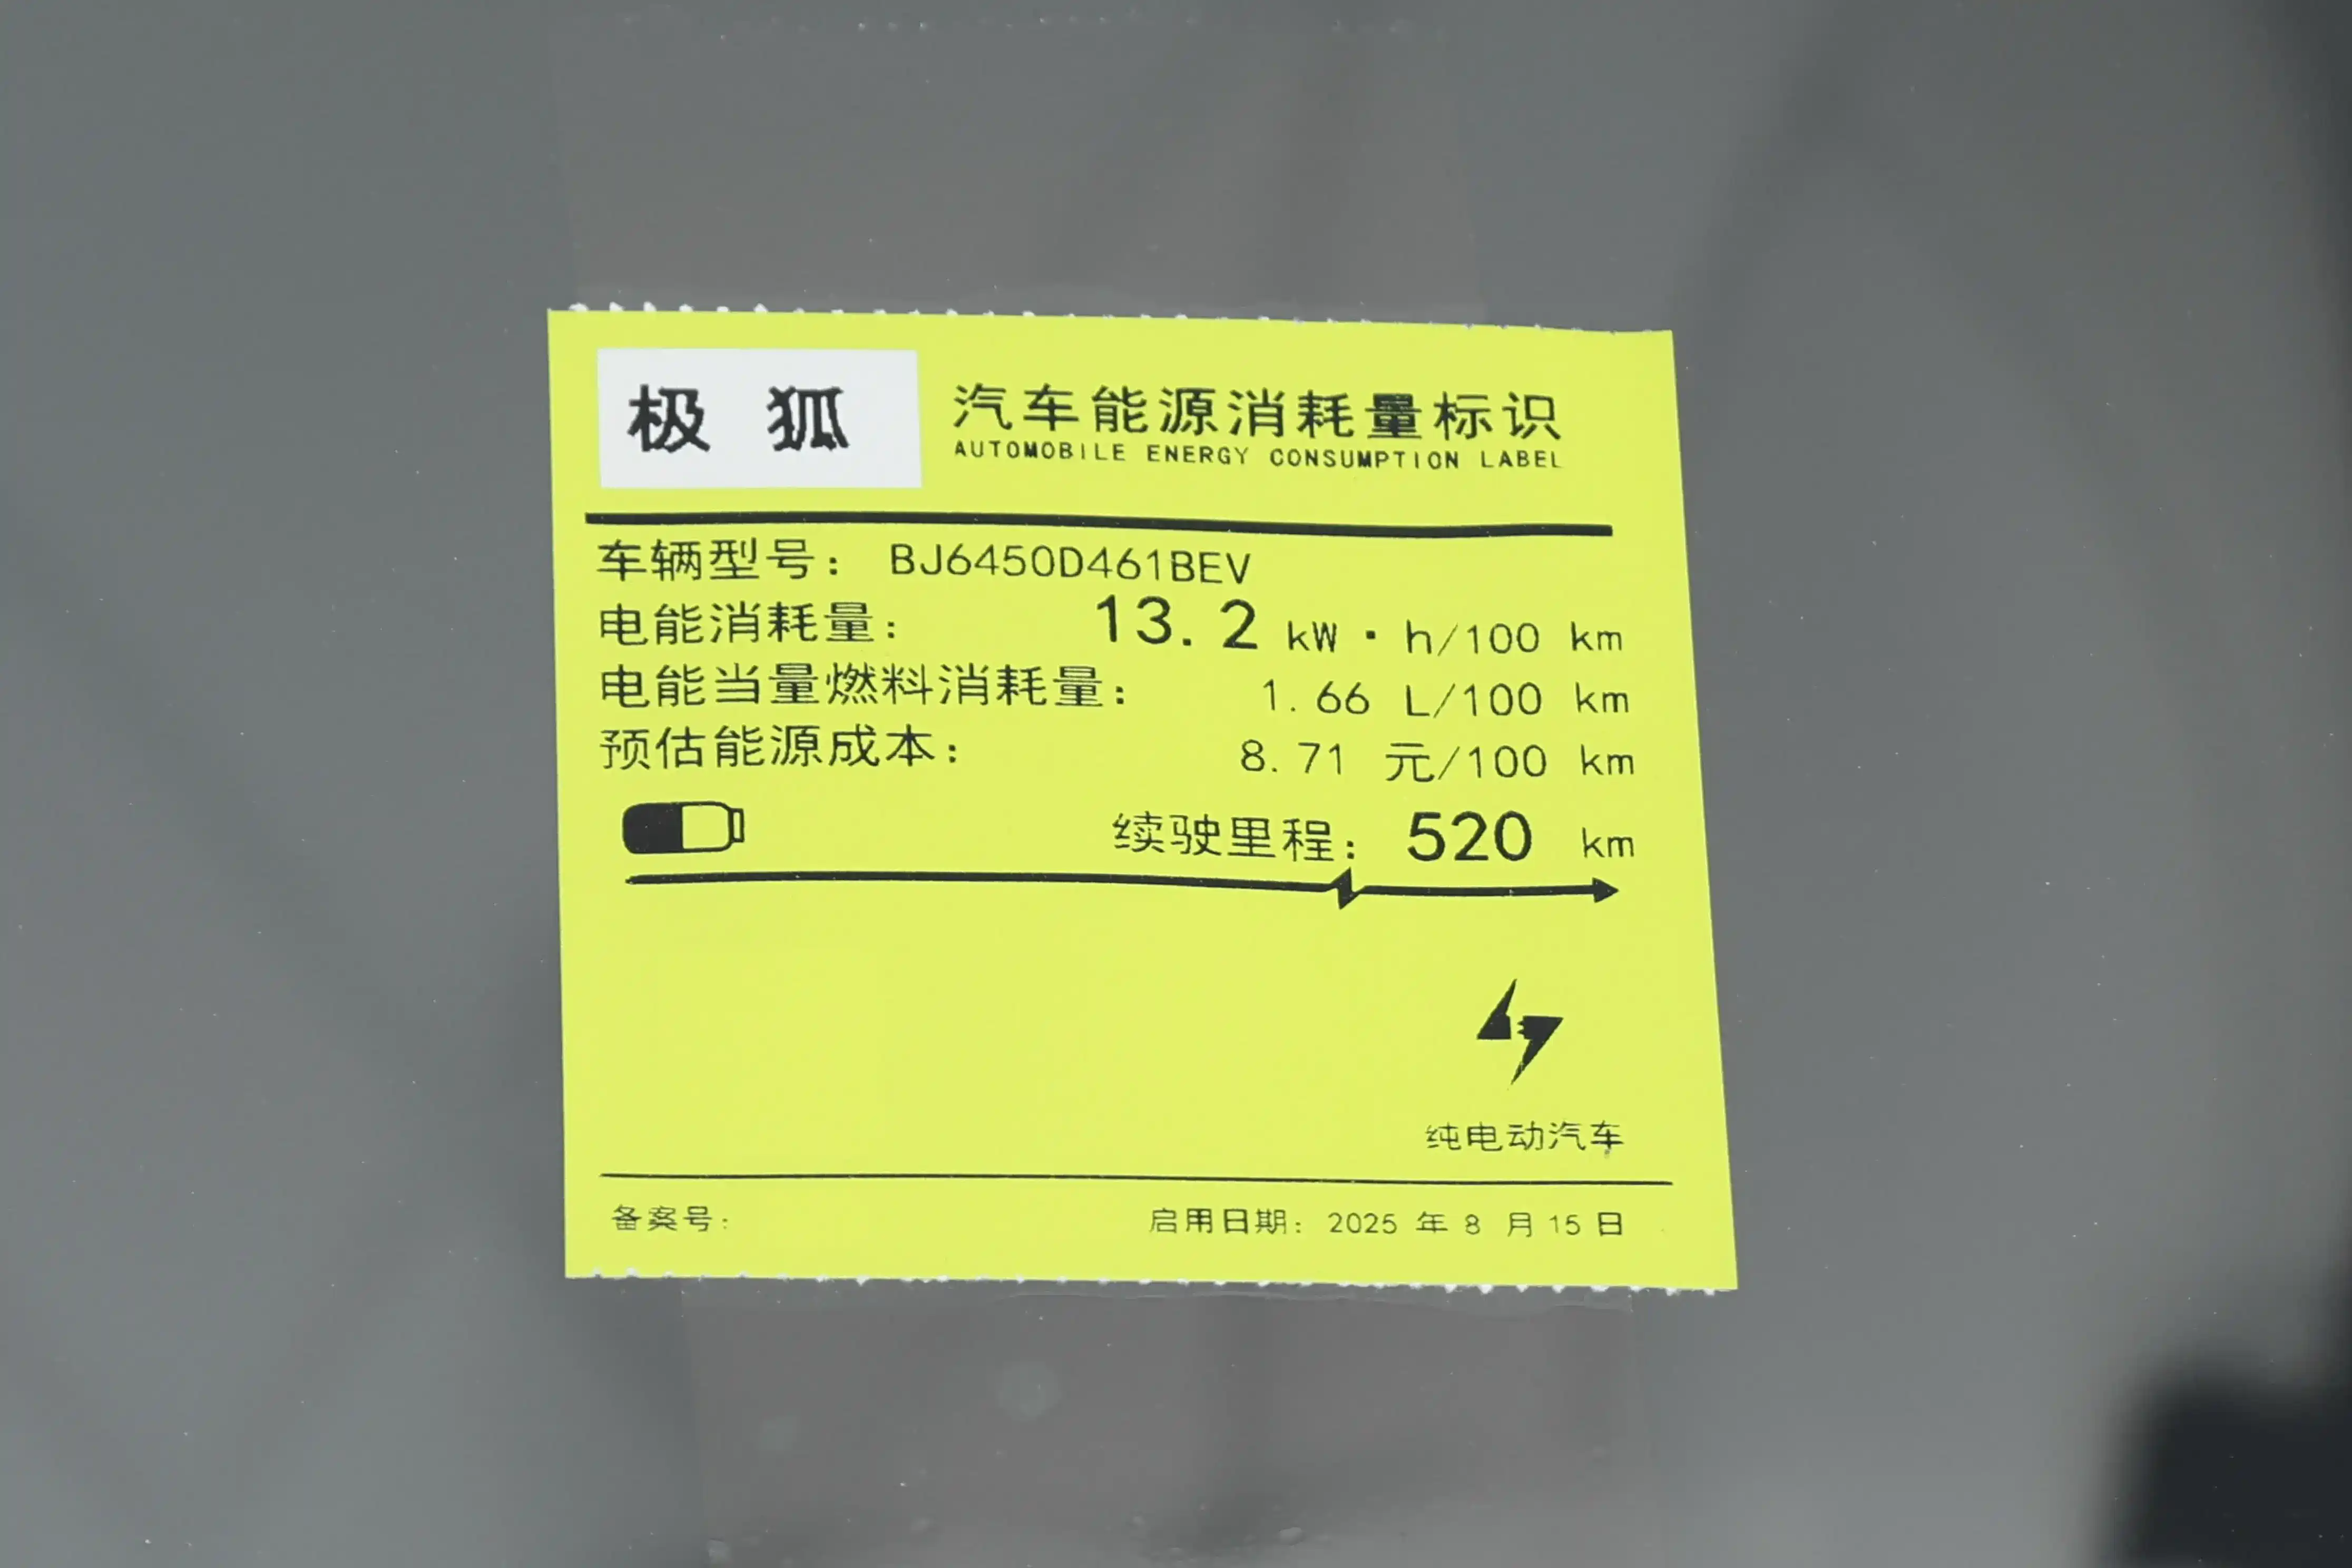 极 狐
汽车能源消耗量标识
AUTOMOBILE ENERGY CONSUMPTION LABEL
车辆型号： BJ6450D461BEV
电能消耗量： 13.2 kW·h/100 km
电能当量燃料消耗量： 1.66 L/100 km
预估能源成本： 8.71 元/100 km
续驶里程： 520 km
纯电动汽车
备案号：
启用日期：2025 年 8 月 15 日